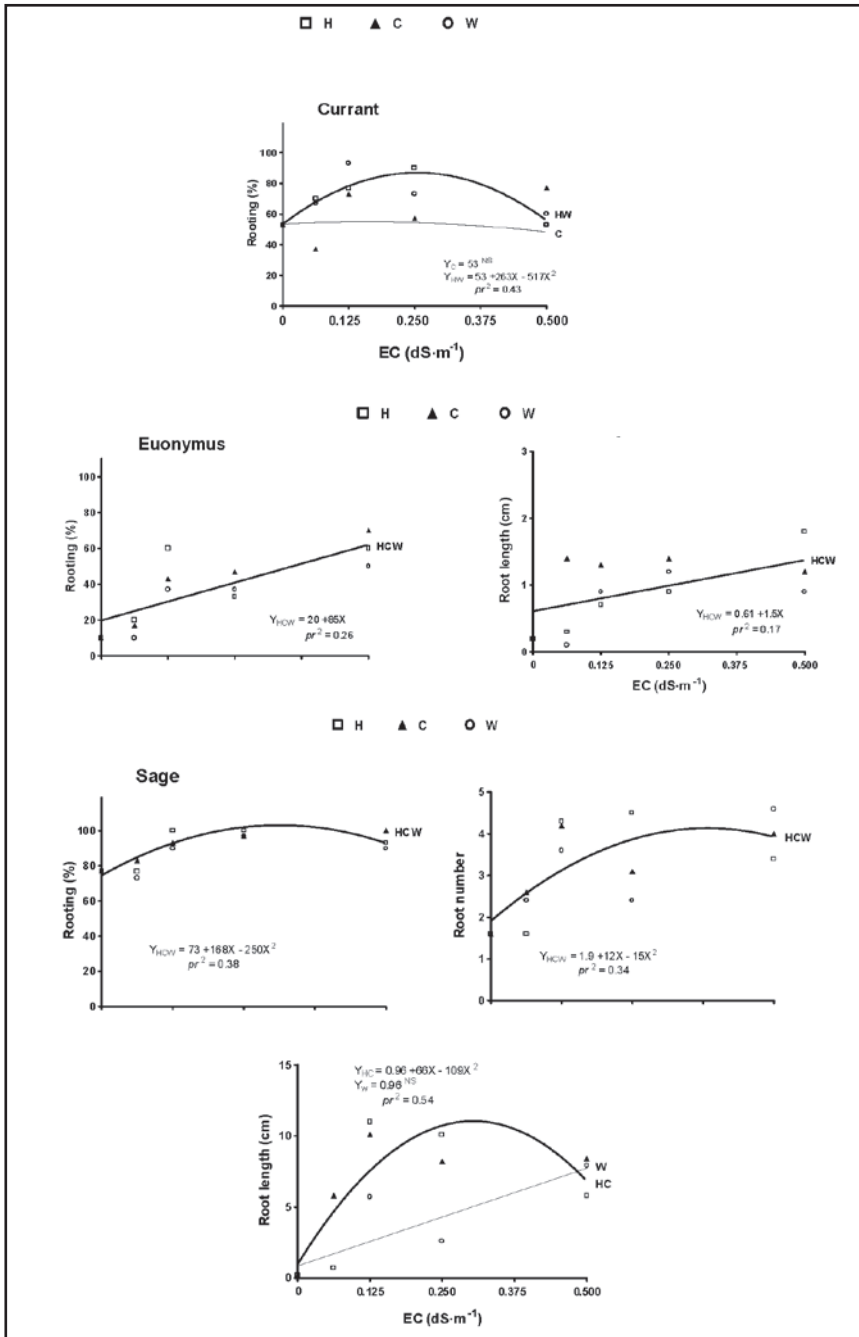 H C W
Currant
Rooting (%)
100
80
60
40
20
0
HW
C
Y_C = 53 ^NS
Y_HW = 53 +263X - 517X²
pr² = 0.43
0 0.125 0.250 0.375 0.500
EC (dS·m⁻¹)
H C W
Euonymus
Rooting (%)
100
80
60
40
20
0
HCW
Y_HCW = 20 +85X
pr² = 0.26
Root length (cm)
3
2
1
0
HCW
Y_HCW = 0.61 +1.5X
pr² = 0.17
0 0.125 0.250 0.375 0.500
EC (dS·m⁻¹)
H C W
Sage
Rooting (%)
100
80
60
40
20
0
HCW
Y_HCW = 73 +168X - 250X²
pr² = 0.38
Root number
5
4
3
2
1
0
HCW
Y_HCW = 1.9 +12X - 15X²
pr² = 0.34
Root length (cm)
15
10
5
0
Y_HC = 0.96 +66X - 109X²
Y_W = 0.96 ^NS
pr² = 0.54
W
HC
0 0.125 0.250 0.375 0.500
EC (dS·m⁻¹)